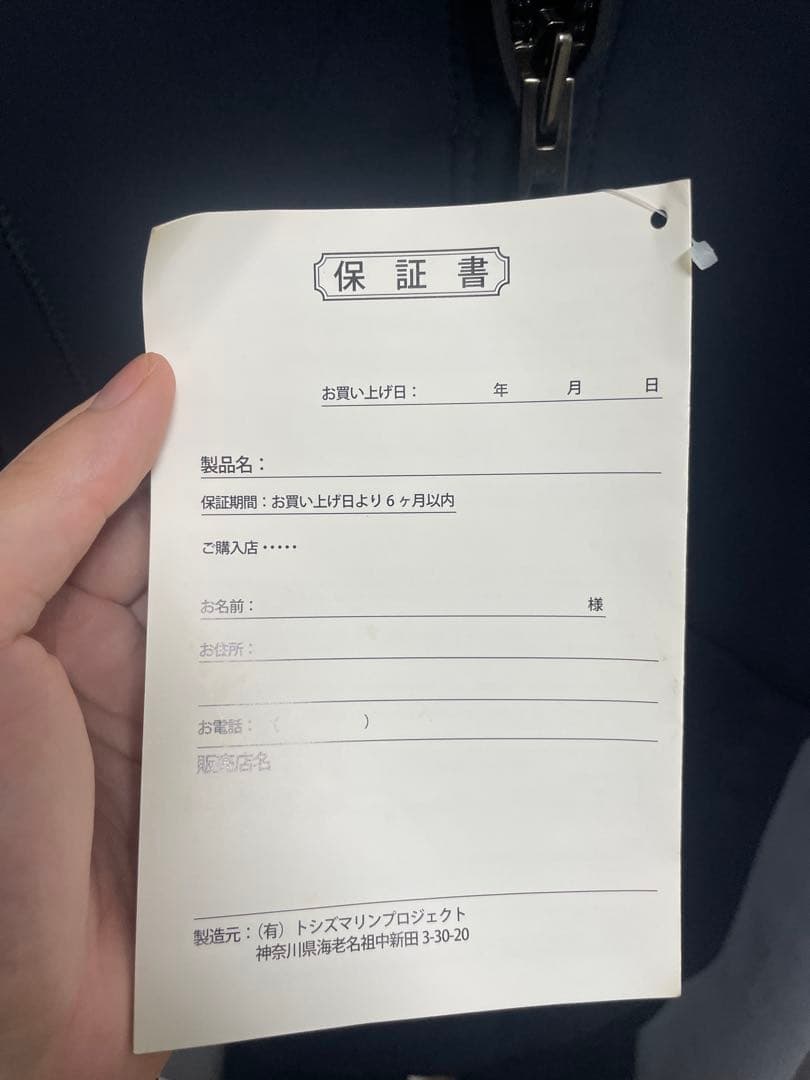 保証書
お買い上げ日： 年 月 日
製品名：
保証期間：お買い上げ日より６ヶ月以内
ご購入店・・・・・
お名前： 様
お住所：
お電話：（ ）
販売店名
製造元：（有）トシズマリンプロジェクト
神奈川県海老名祖中新田 3-30-20